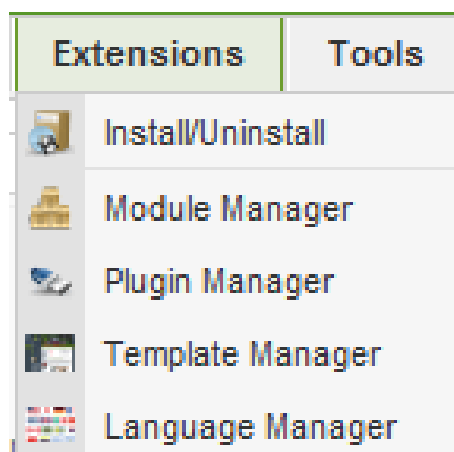 Extensions Tools
Install/Uninstall
Module Manager
Plugin Manager
Template Manager
Language Manager